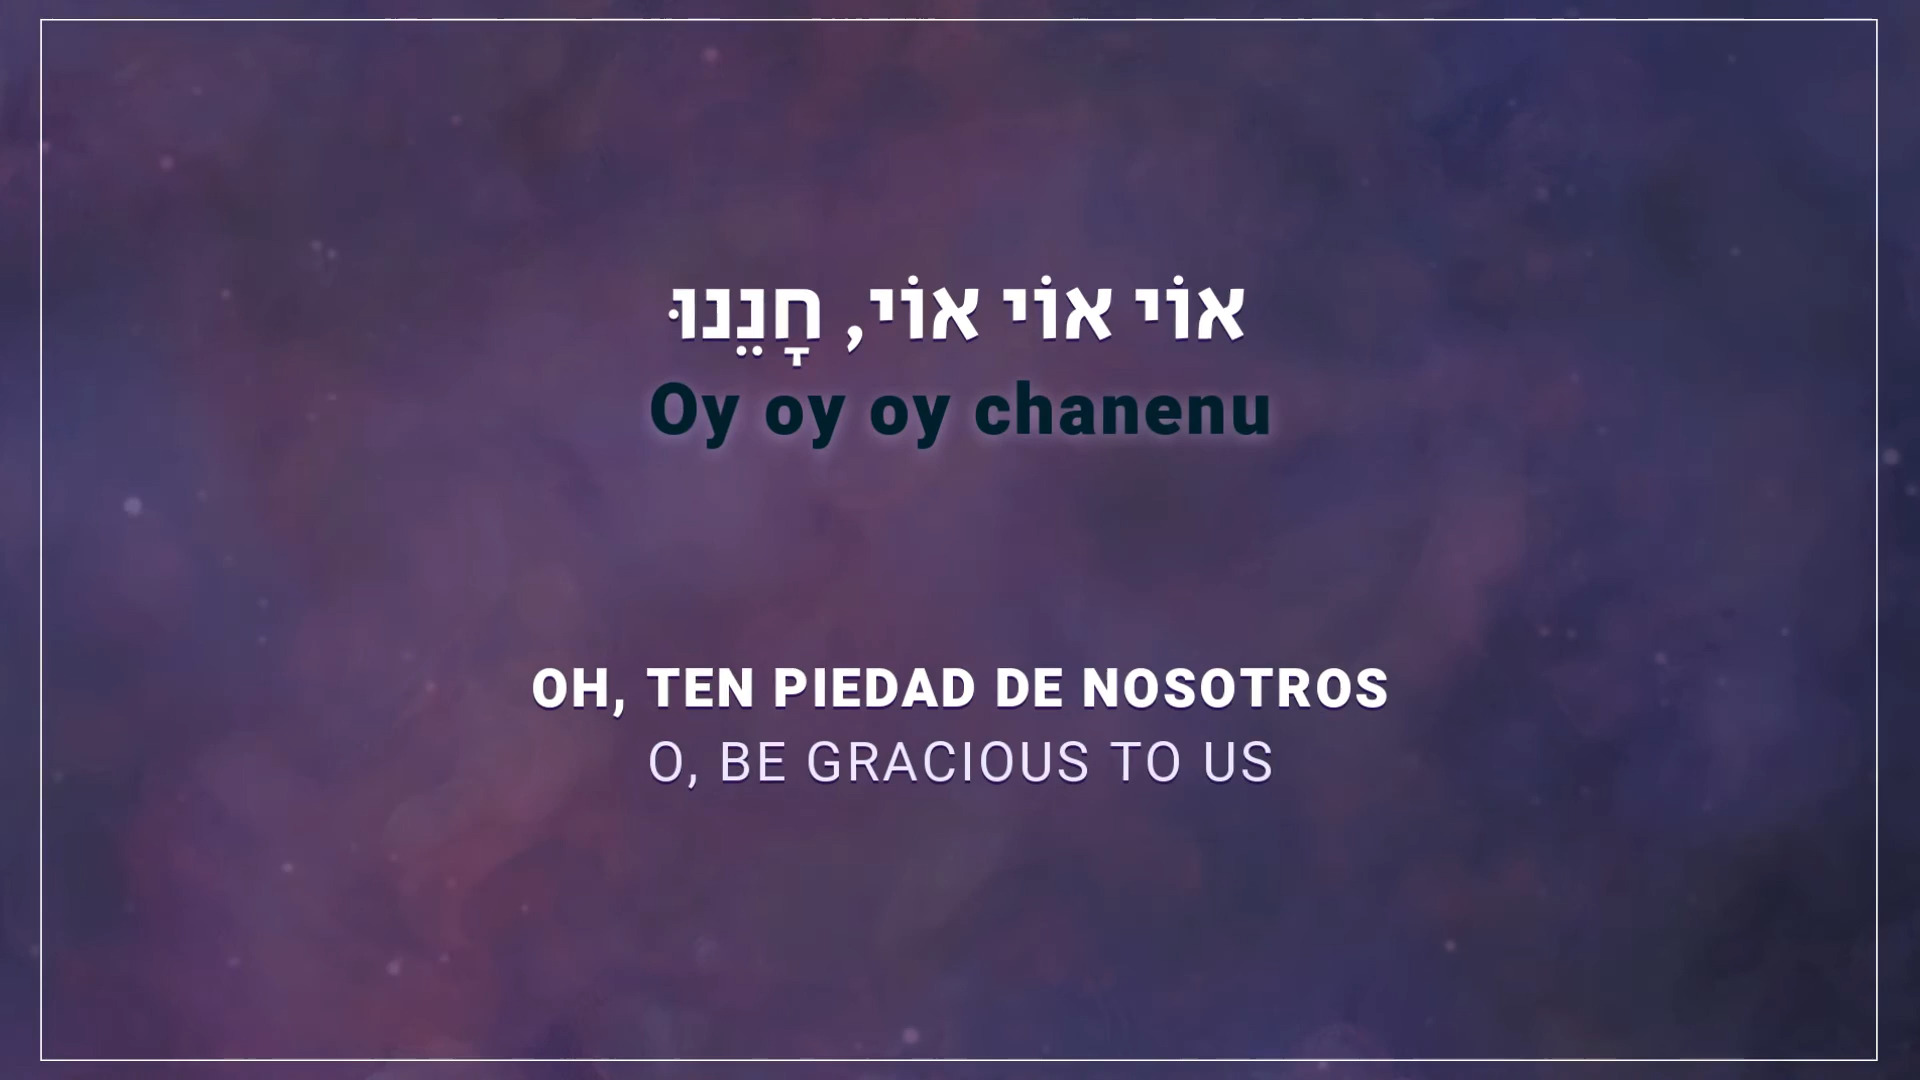 אוֹי אוֹי אוֹי, חָנֵנוּ
Oy oy oy chanenu
OH, TEN PIEDAD DE NOSOTROS
O, BE GRACIOUS TO US